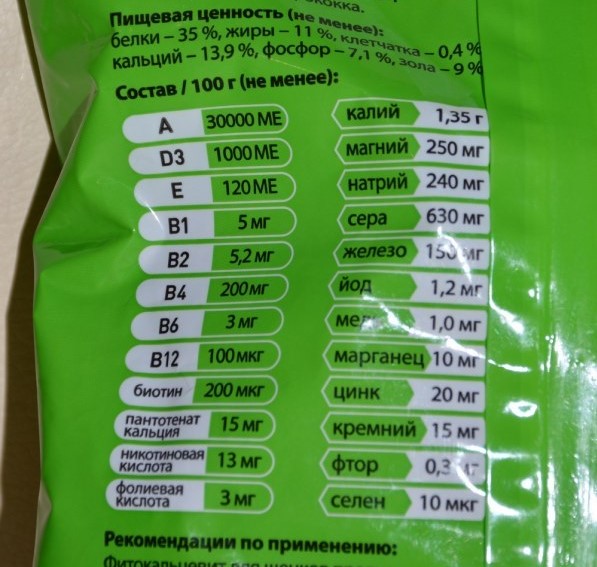 Пищевая ценность (не менее):
белки – 35 %, жиры – 11 %, клетчатка – 0,4 %
кальций – 13,9 %, фосфор – 7,1 %, зола – 9 %
Состав / 100 г (не менее):
A 30000 МЕ калий 1,35 г
D3 1000 МЕ магний 250 мг
E 120 МЕ натрий 240 мг
B1 5 мг сера 630 мг
B2 5,2 мг железо мг
B4 200 мг йод 1,2 мг
B6 3 мг 1,0 мг
B12 100 мкг марганец 10 мг
биотин 200 мкг цинк 20 мг
пантотенат
кальция 15 мг кремний 15 мг
никотиновая
кислота 13 мг фтор
фолиевая
кислота 3 мг селен 10 мкг
Рекомендации по применению: